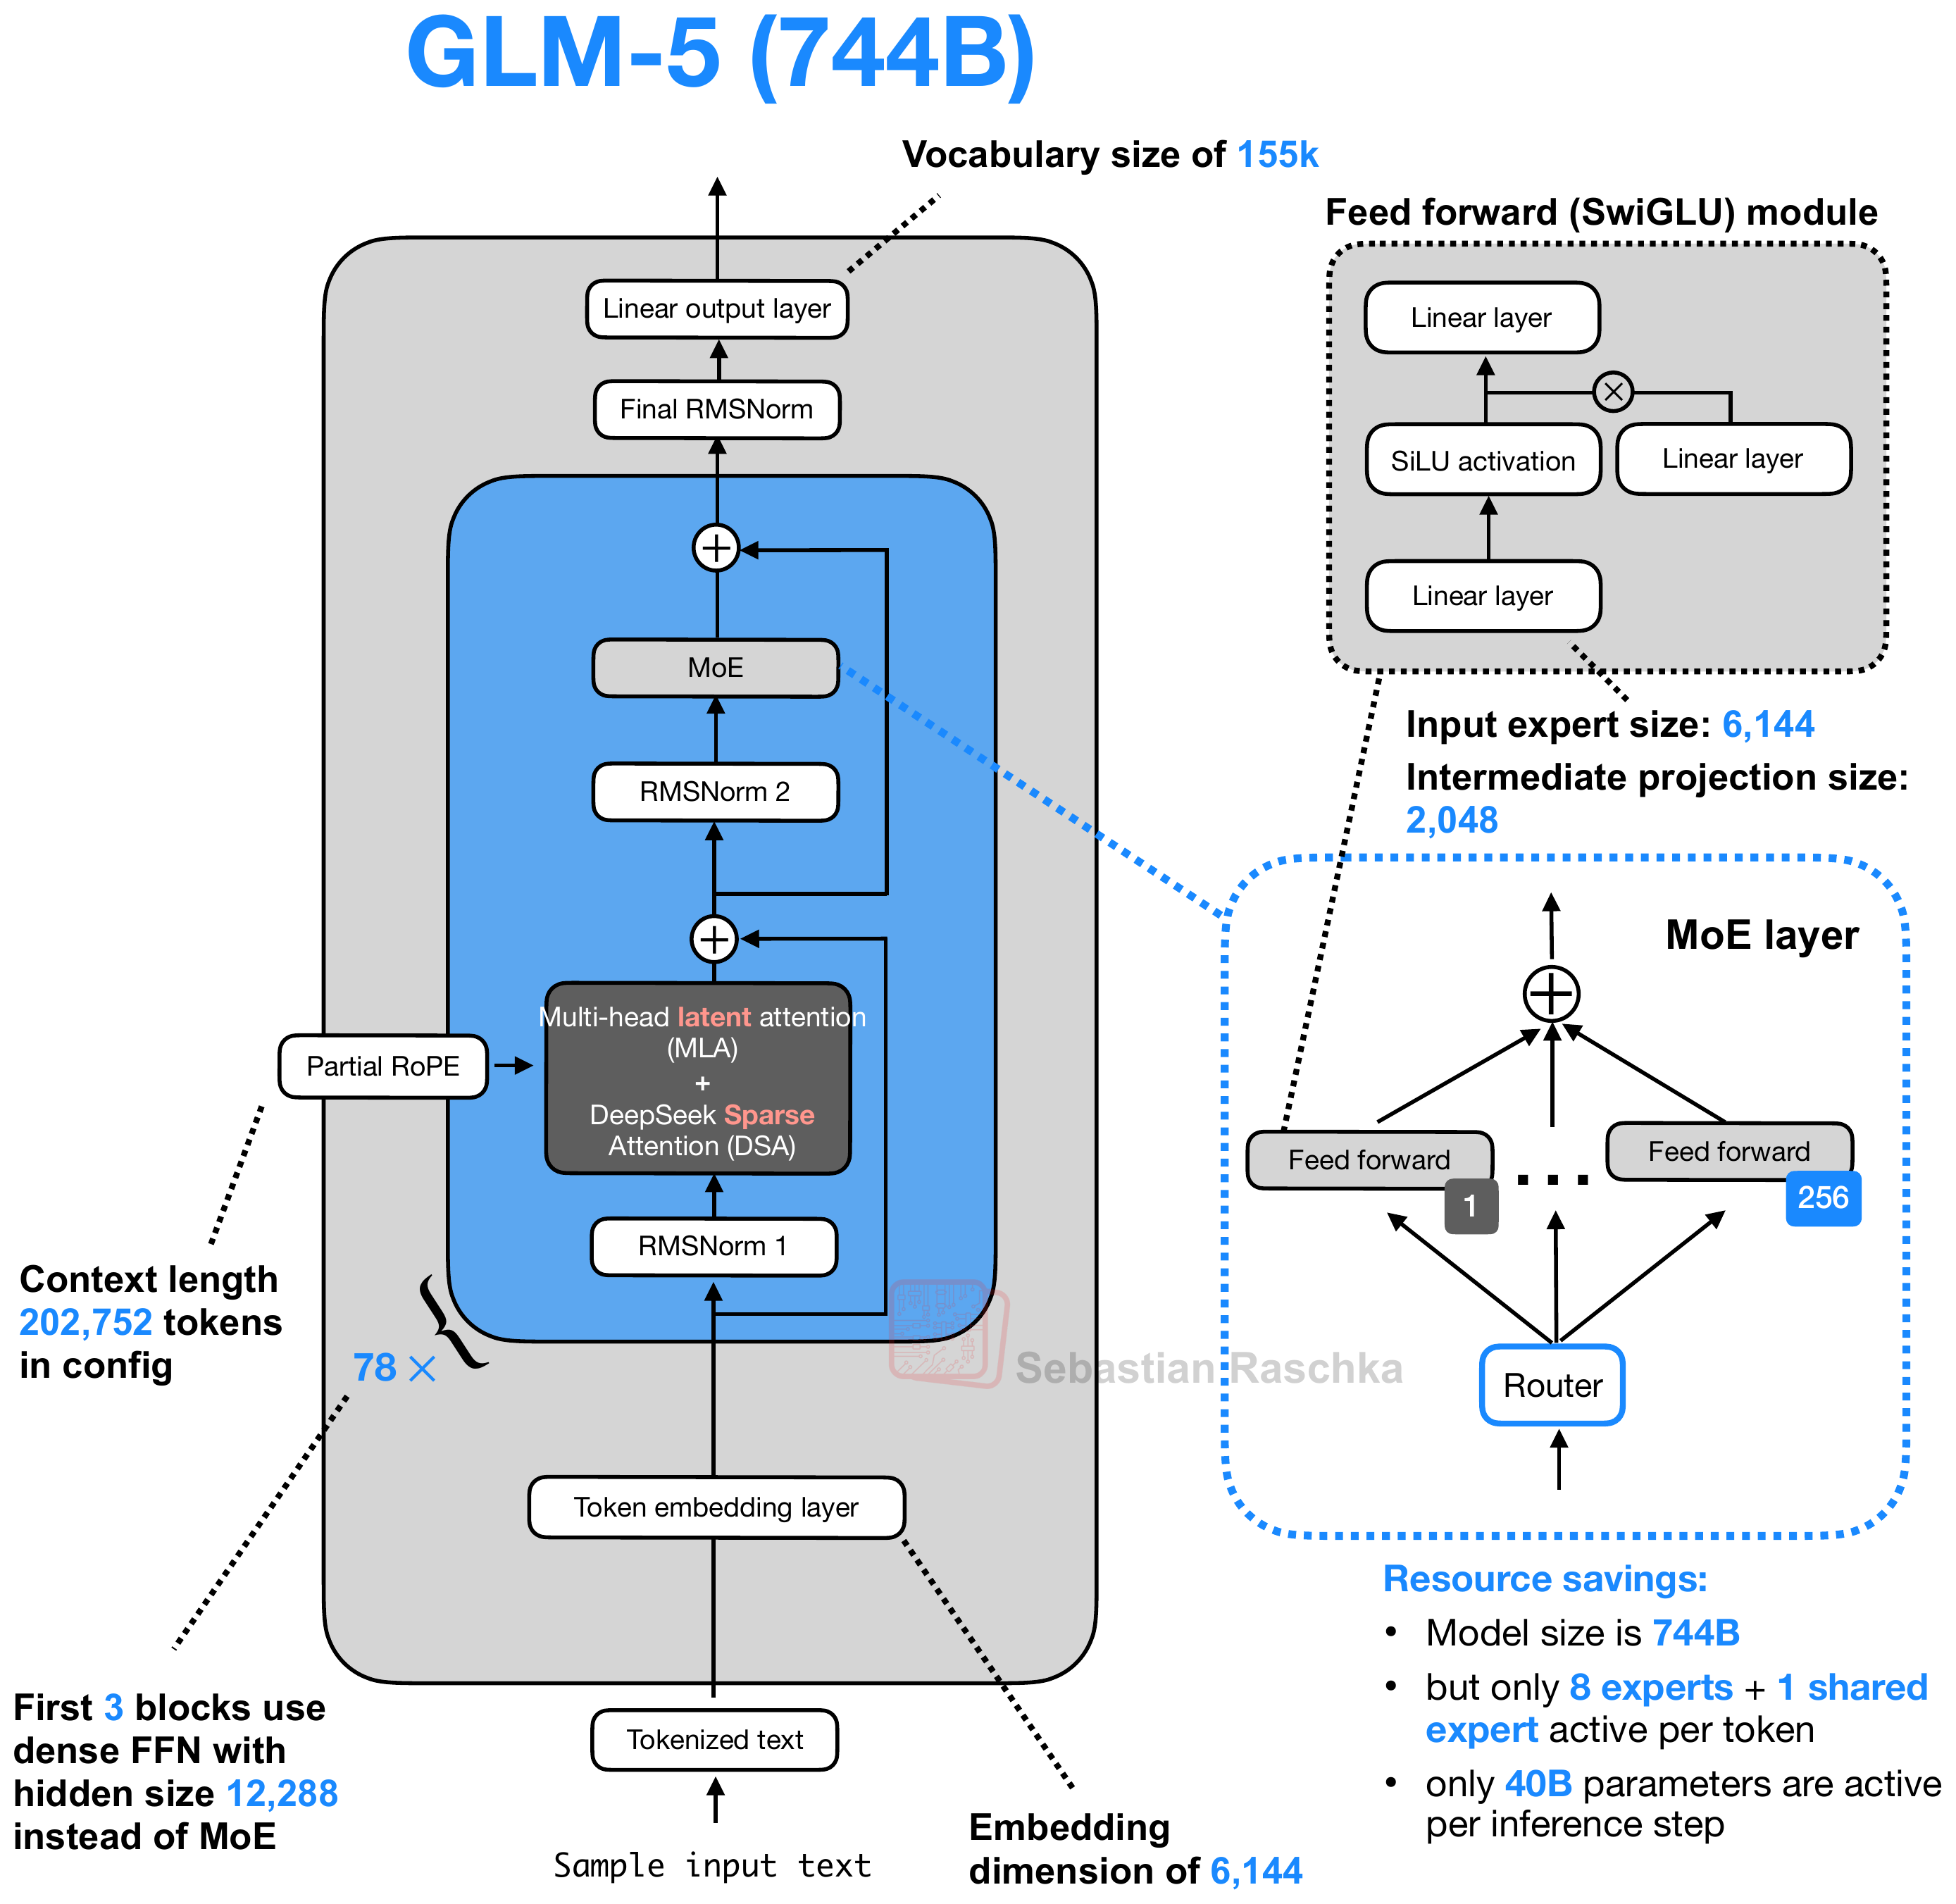 GLM-5 (744B)
Vocabulary size of 155k
Linear output layer
Final RMSNorm
MoE
RMSNorm 2
Multi-head latent attention
(MLA)
+
DeepSeek Sparse
Attention (DSA)
Partial RoPE
RMSNorm 1
Context length
202,752 tokens
in config
78 ×
Token embedding layer
First 3 blocks use
dense FFN with
hidden size 12,288
instead of MoE
Tokenized text
Sample input text
Embedding
dimension of 6,144
Sebastian Raschka
Feed forward (SwiGLU) module
Linear layer
SiLU activation
Linear layer
Linear layer
Input expert size: 6,144
Intermediate projection size:
2,048
MoE layer
Feed forward
1
. . .
Feed forward
256
Router
Resource savings:
• Model size is 744B
• but only 8 experts + 1 shared
expert active per token
• only 40B parameters are active
per inference step